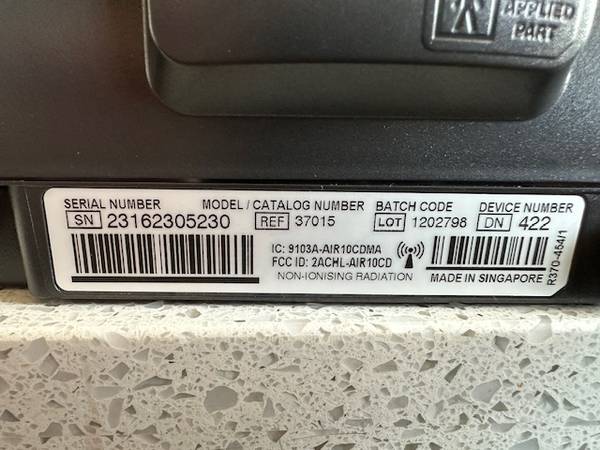 APPLIED
PART
SERIAL NUMBER MODEL / CATALOG NUMBER BATCH CODE DEVICE NUMBER
SN 23162305230 REF 37015 LOT 1202798 DN 422
IC: 9103A-AIR10CDMA
FCC ID: 2ACHL-AIR10CD
NON-IONISING RADIATION MADE IN SINGAPORE
R370-454/1